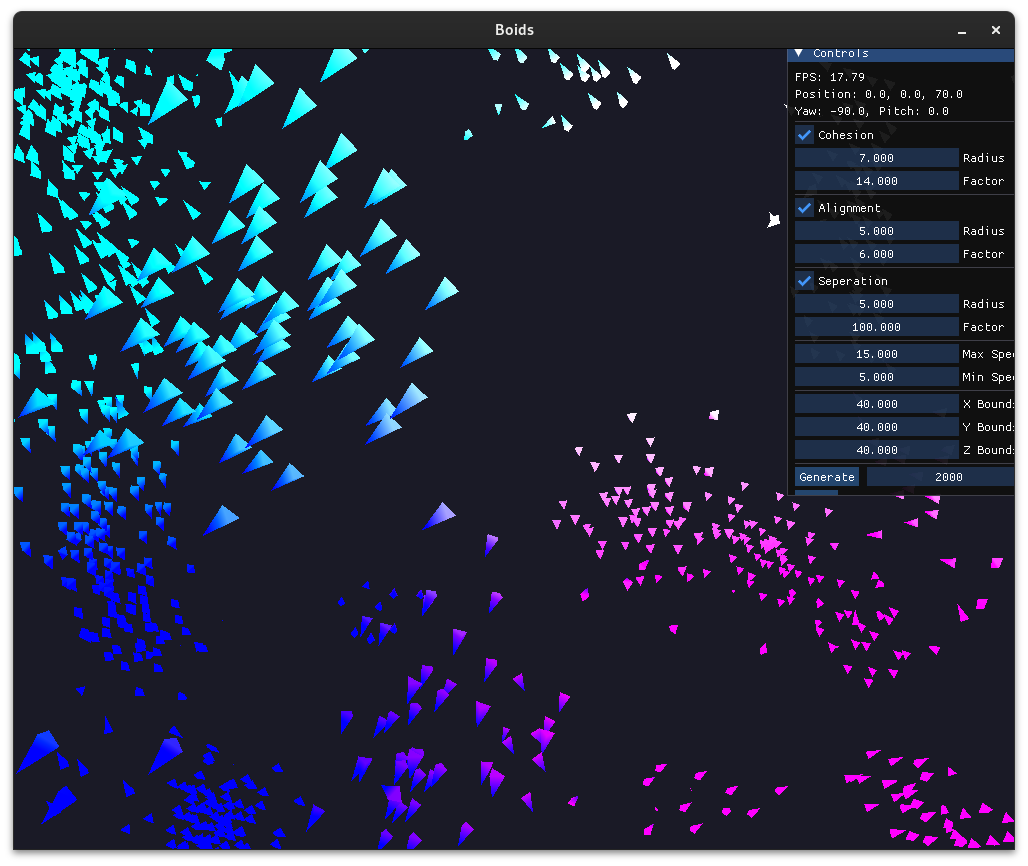 Boids
Controls
FPS: 17.79
Position: 0.0, 0.0, 70.0
Yaw: -90.0, Pitch: 0.0
Cohesion
7.000 Radius
14.000 Factor
Alignment
5.000 Radius
6.000 Factor
Seperation
5.000 Radius
100.000 Factor
15.000 Max Spe
5.000 Min Spe
40.000 X Bound
40.000 Y Bound
40.000 Z Bound
Generate 2000